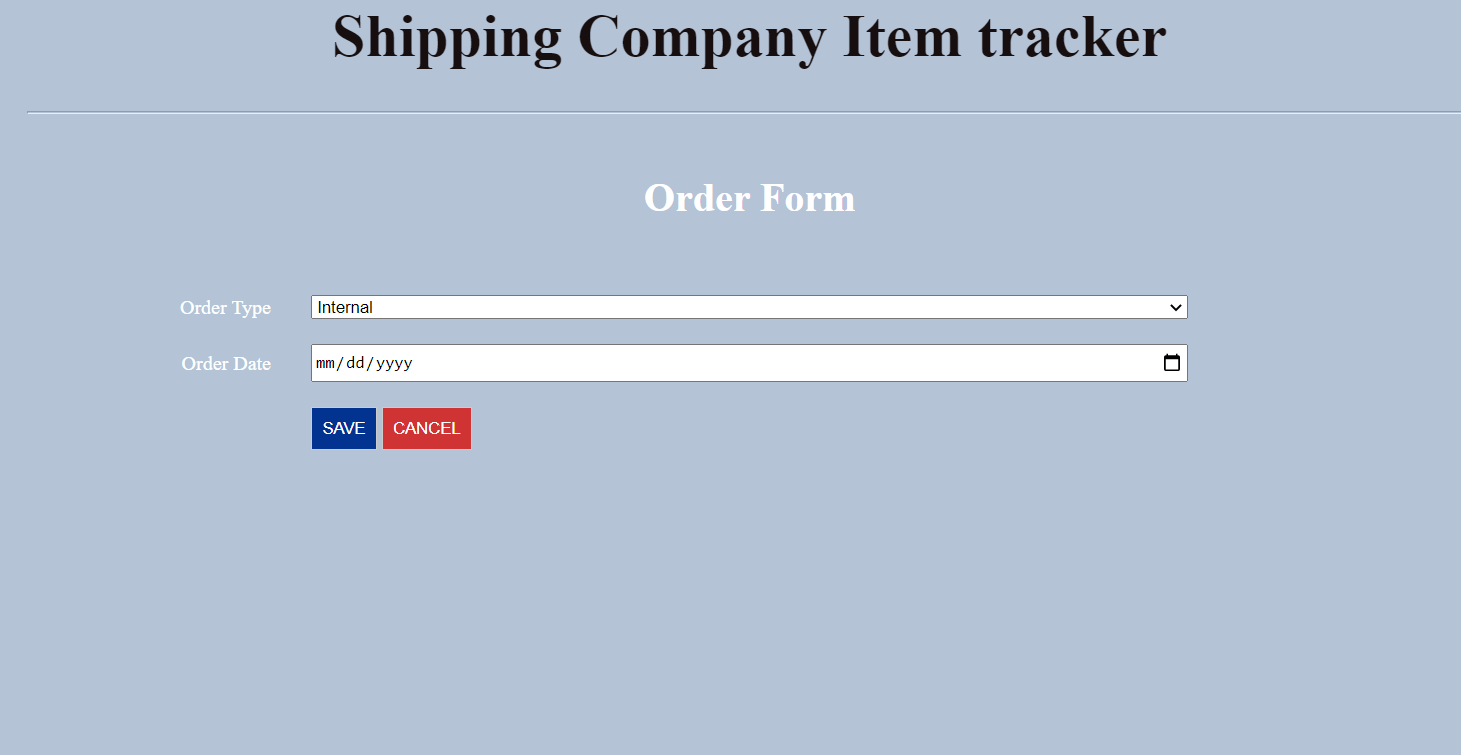 Shipping Company Item tracker
Order Form
Order Type Internal
Order Date mm/dd/yyyy
SAVE CANCEL